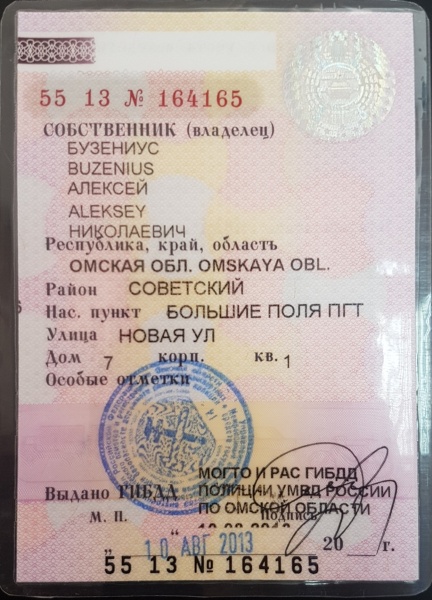 55 13 № 164165
СОБСТВЕННИК (владелец)
БУЗЕНИУС
BUZENIUS
АЛЕКСЕЙ
ALEKSEY
НИКОЛАЕВИЧ
Республика, край, область
ОМСКАЯ ОБЛ. OMSKAYA OBL.
Район СОВЕТСКИЙ
Нас. пункт БОЛЬШИЕ ПОЛЯ ПГТ
Улица НОВАЯ УЛ
Дом 7 корп. кв. 1
Особые отметки
МОГТО И РАС ГИБДД
Выдано ГИБДД ПОЛИЦИИ УМВД РОССИИ
ПО ОМСКОЙ ОБЛАСТИ
М. П. Подпись
10 АВГ 2013 20 г.
55 13 № 164165